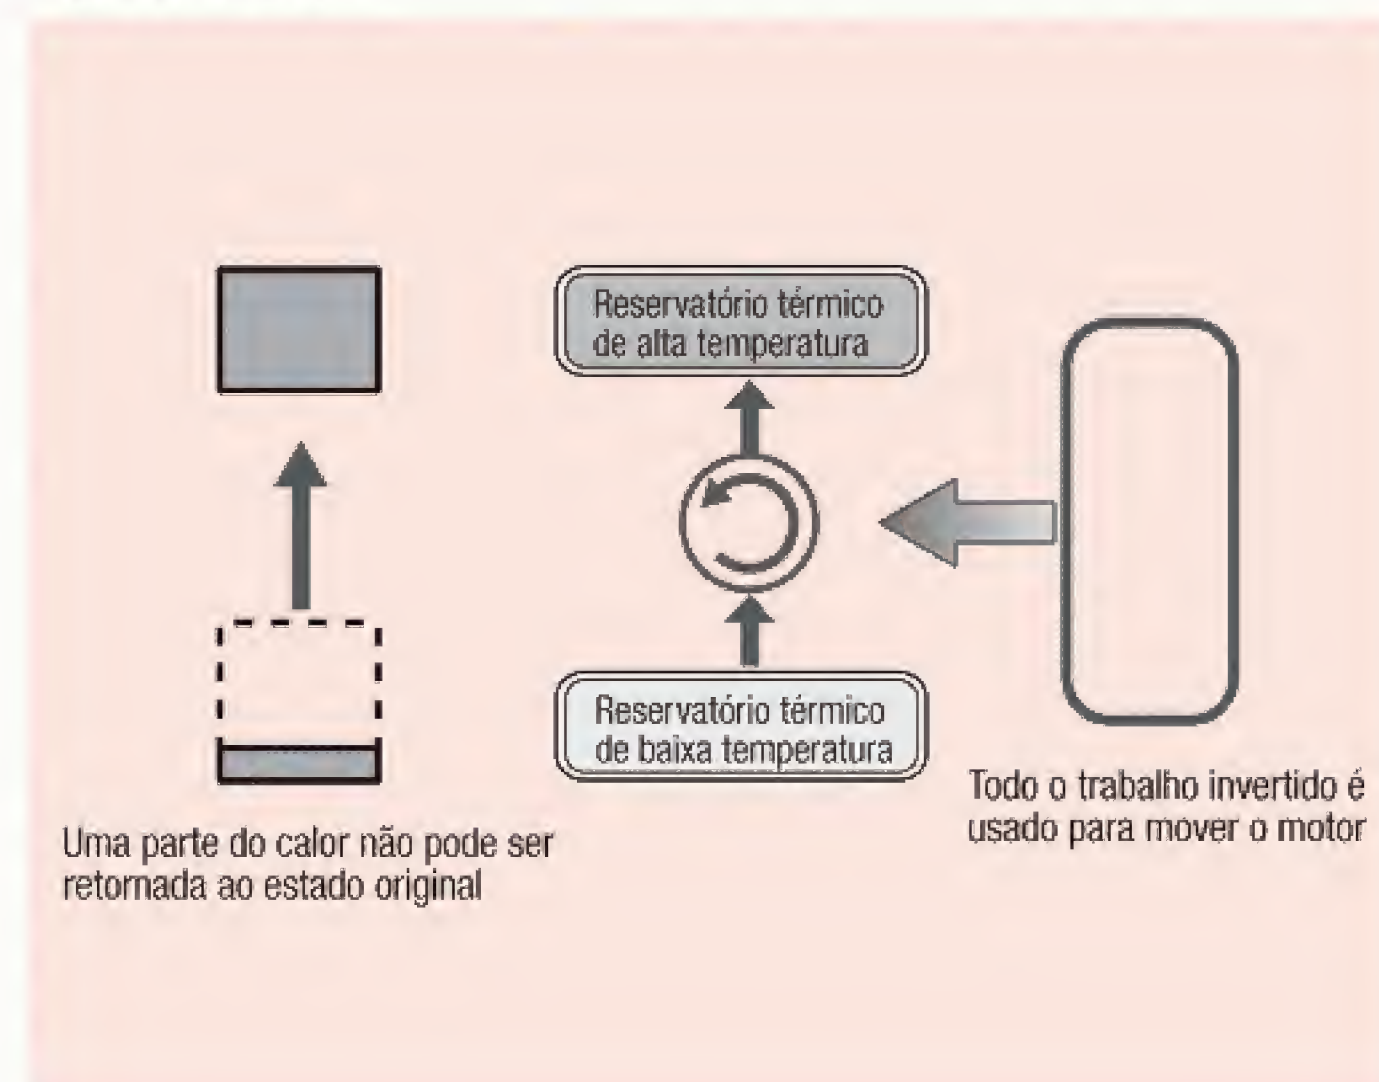 Reservatório térmico
de alta temperatura
Reservatório térmico
de baixa temperatura
Todo o trabalho invertido é
usado para mover o motor
Uma parte do calor não pode ser
retornada ao estado original